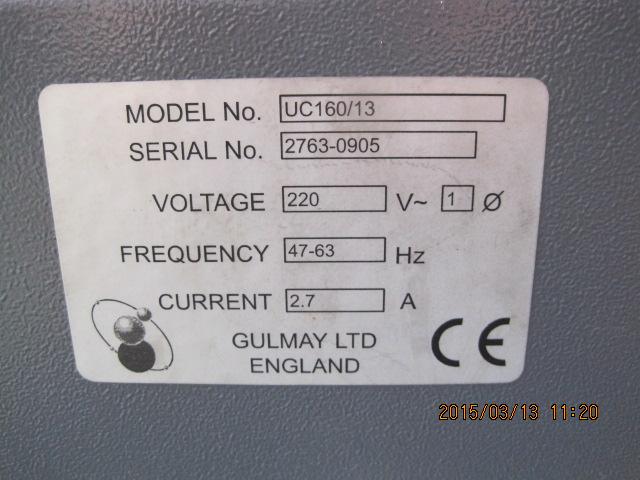 MODEL No. UC160/13
SERIAL No. 2763-0905
VOLTAGE 220 V~ 1 Ø
FREQUENCY 47-63 Hz
CURRENT 2.7 A
GULMAY LTD
ENGLAND
CE
2015/03/13 11:20